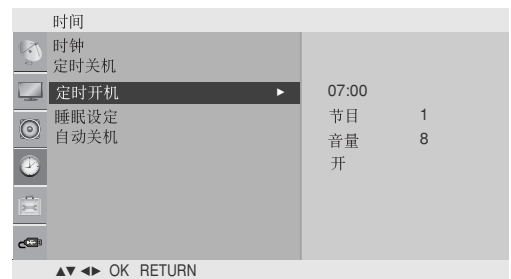 时间
时钟
定时关机
定时开机 ►
睡眠设定
自动关机
07:00
节目 1
音量 8
开
▲▼ ◄► OK RETURN